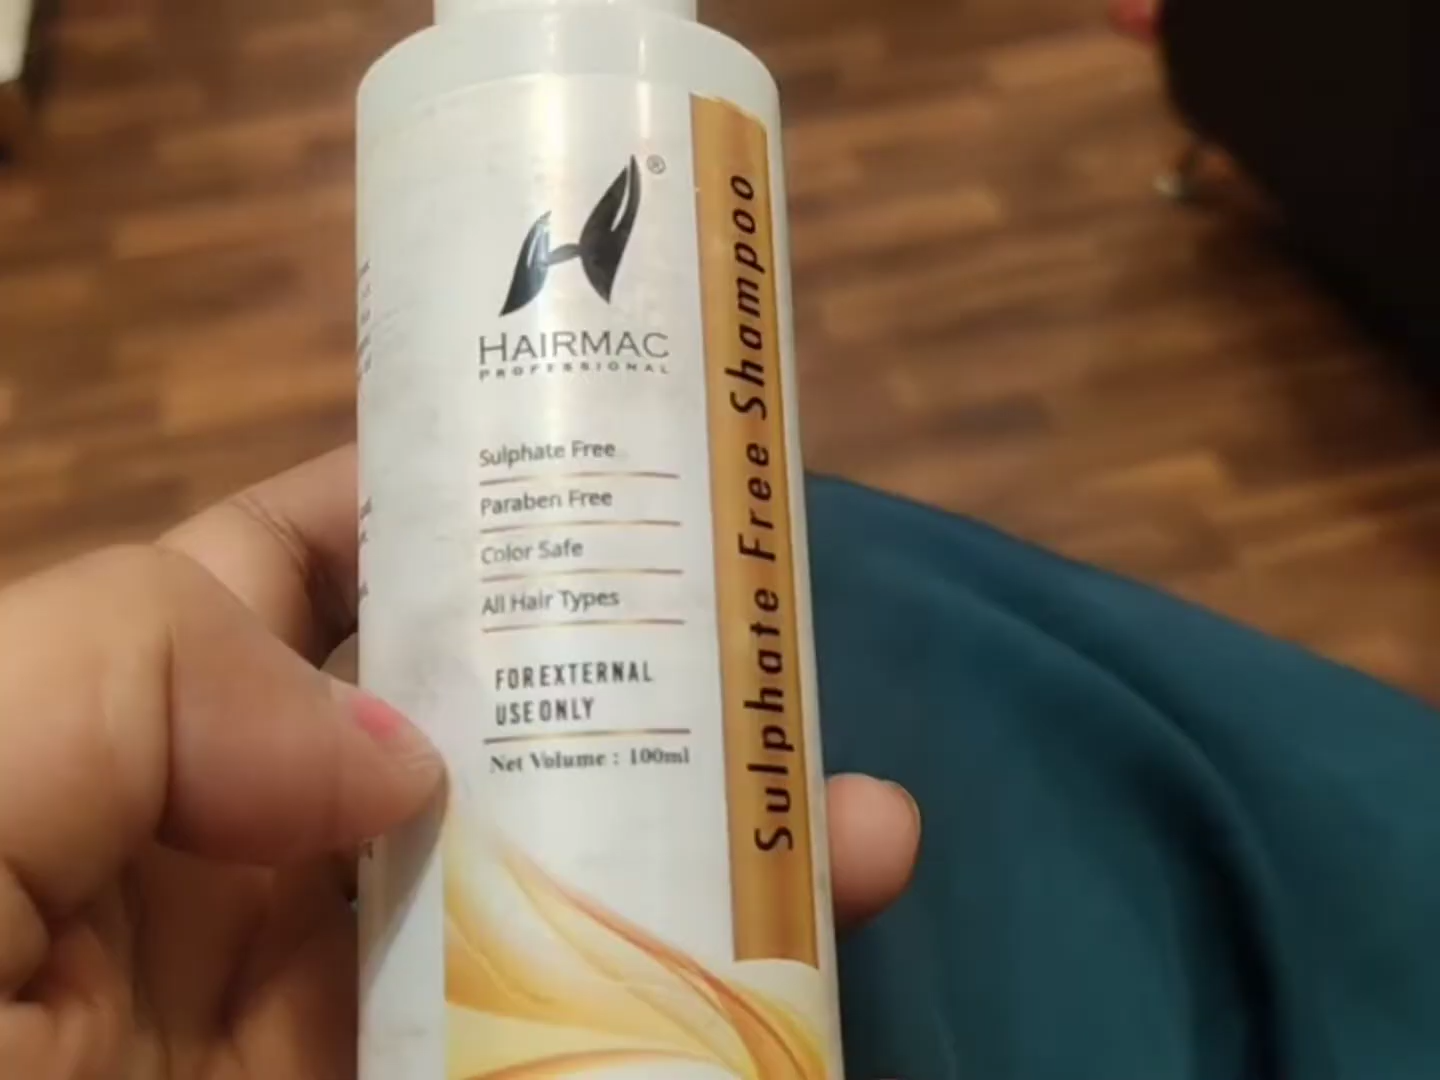 ®
HAIRMAC
PROFESSIONAL
Sulphate Free
Paraben Free
Color Safe
All Hair Types
FOR EXTERNAL
USE ONLY
Net Volume : 100ml
Sulphate Free Shampoo